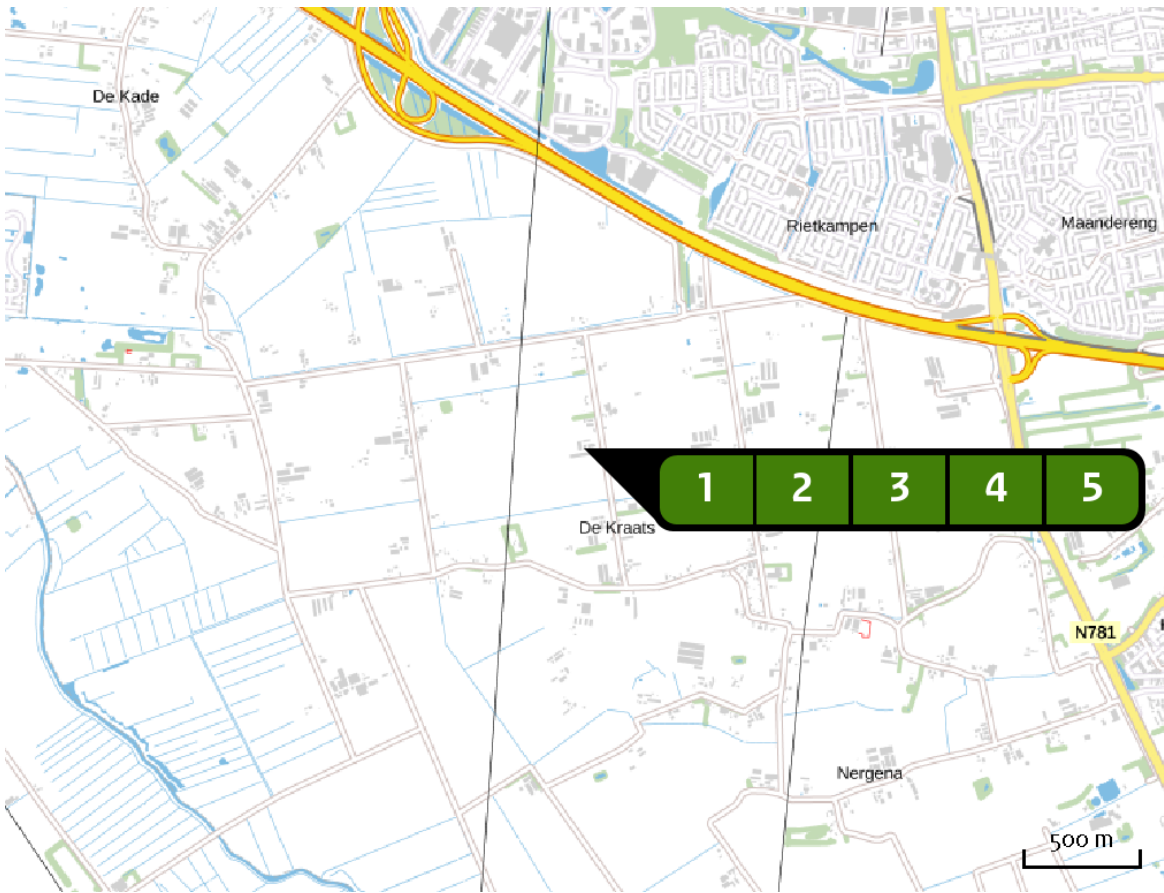 De Kade
Rietkampen
Maandereng
1 2 3 4 5
De Kraats
N781
Nergena
500 m